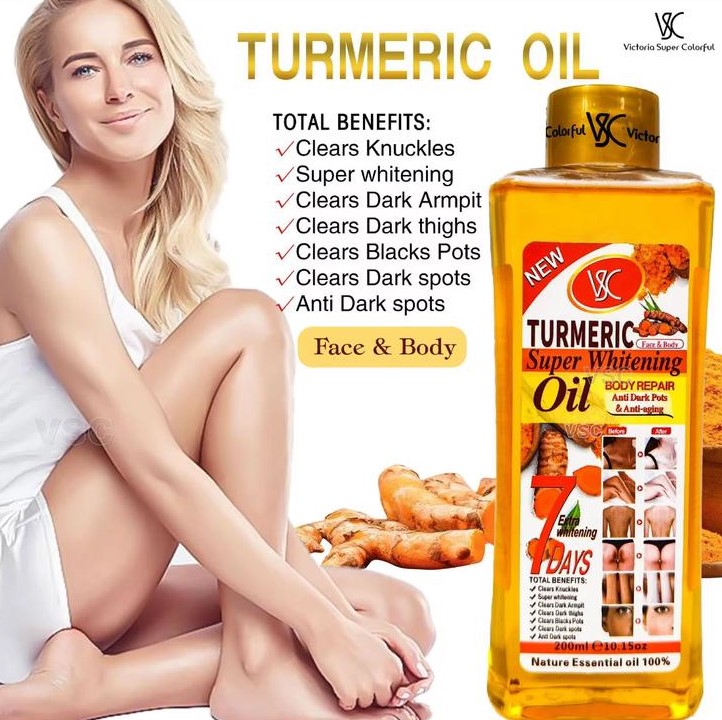 TURMERIC OIL
VSC
Victoria Super Colorful
TOTAL BENEFITS:
✓Clears Knuckles
✓Super whitening
✓Clears Dark Armpit
✓Clears Dark thighs
✓Clears Blacks Pots
✓Clears Dark spots
✓Anti Dark spots
Face & Body
VSC
Colorful VSC Victor
NEW
VSC
TURMERIC
Face & Body
Super Whitening
Oil
BODY REPAIR
Anti Dark Pots
& Anti-aging
VSC
Before After
7
Extra
whitening
DAYS
TOTAL BENEFITS:
✓ Clears Knuckles
✓ Super whitening
✓ Clears Dark Armpit
✓ Clears Dark thighs
✓ Clears Blacks Pots
✓ Clears Dark spots
✓ Anti Dark spots
200ml ℮10.15oz
Nature Essential oil 100%
VSC